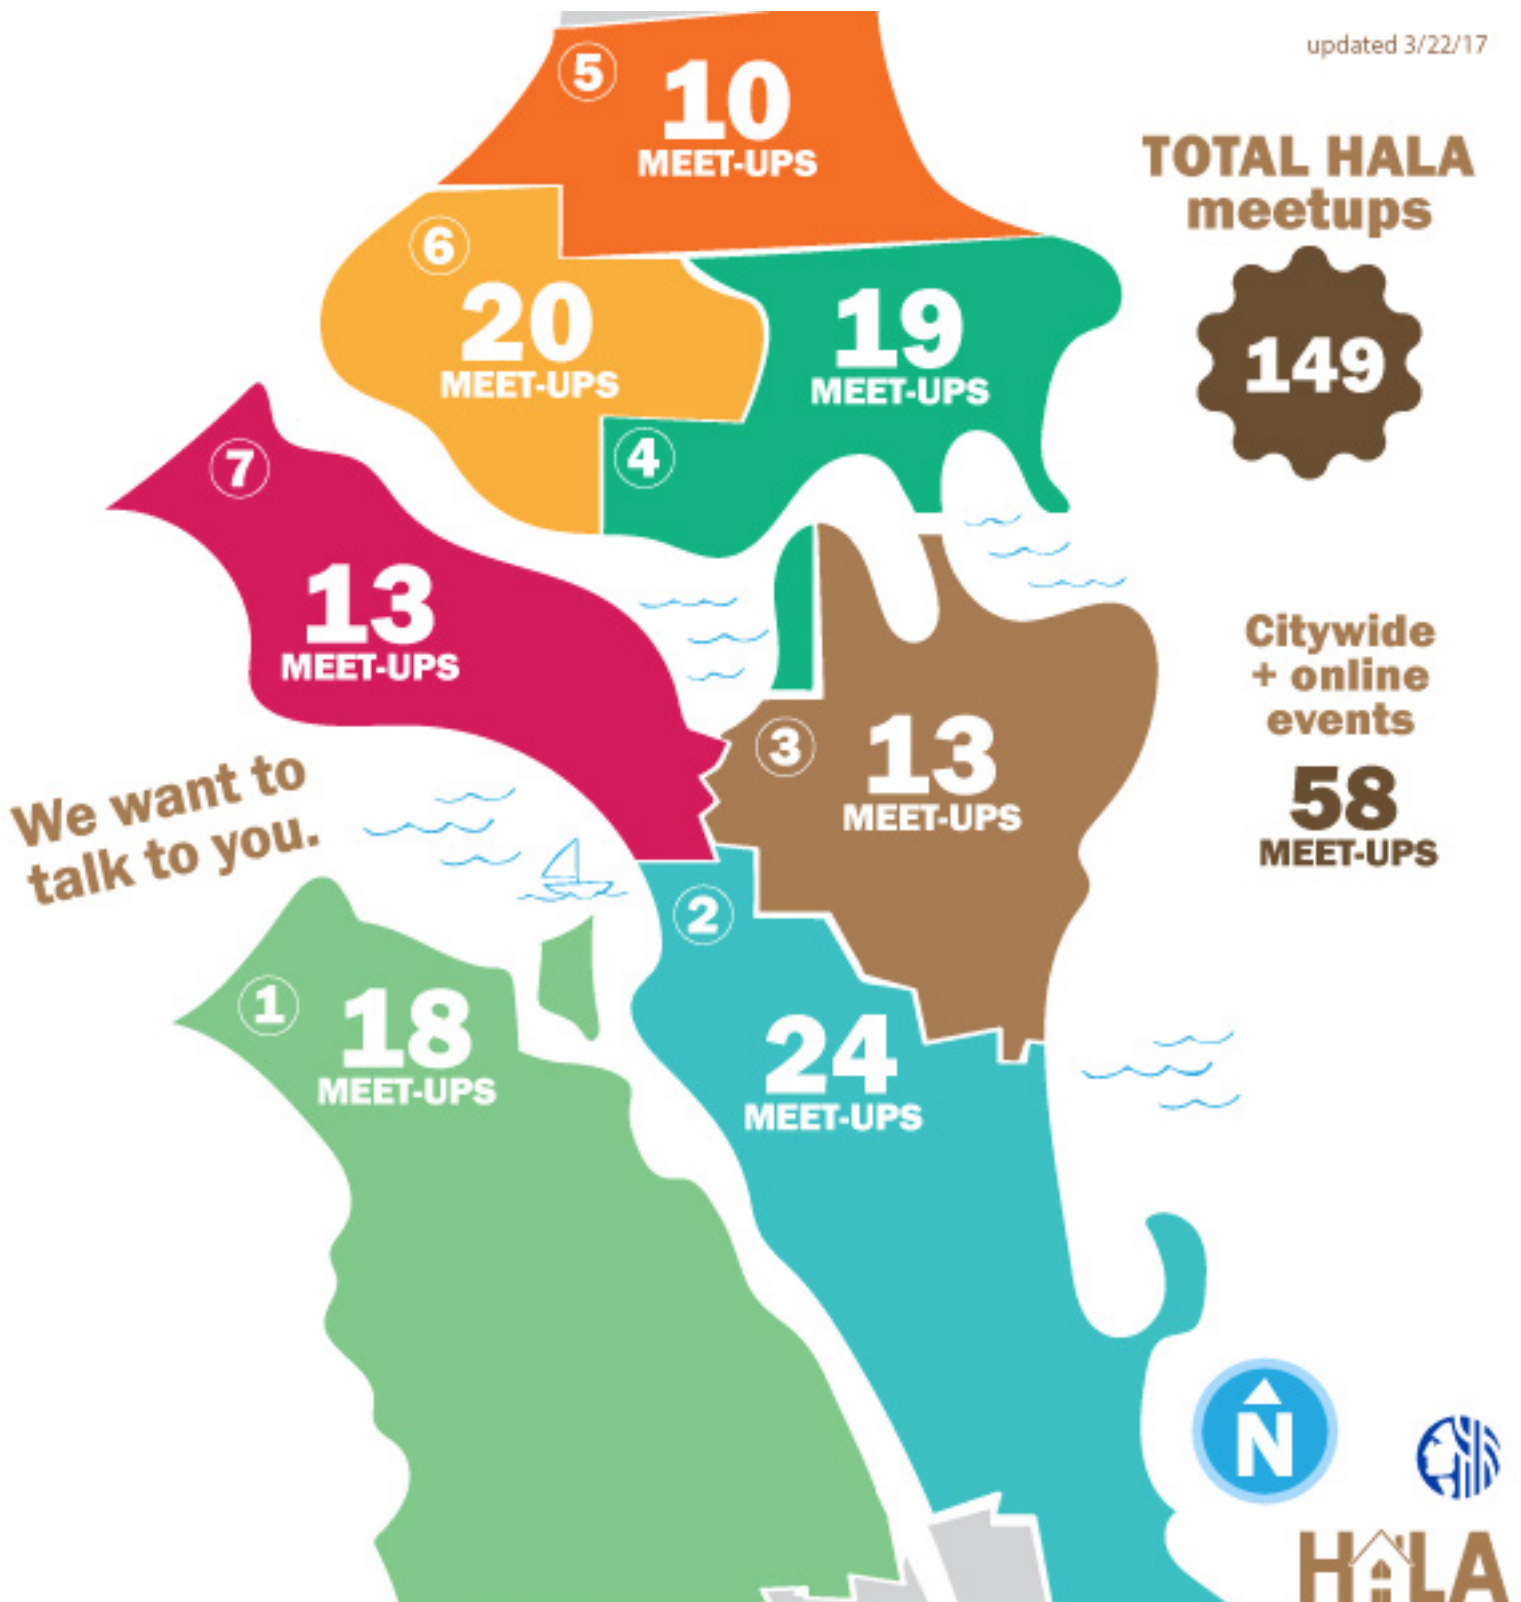 updated 3/22/17
5
10
MEET-UPS
TOTAL HALA
meetups
149
6
20
MEET-UPS
19
MEET-UPS
4
7
13
MEET-UPS
3
13
MEET-UPS
Citywide
+ online
events
58
MEET-UPS
We want to
talk to you.
2
24
MEET-UPS
1
18
MEET-UPS
N
HALA